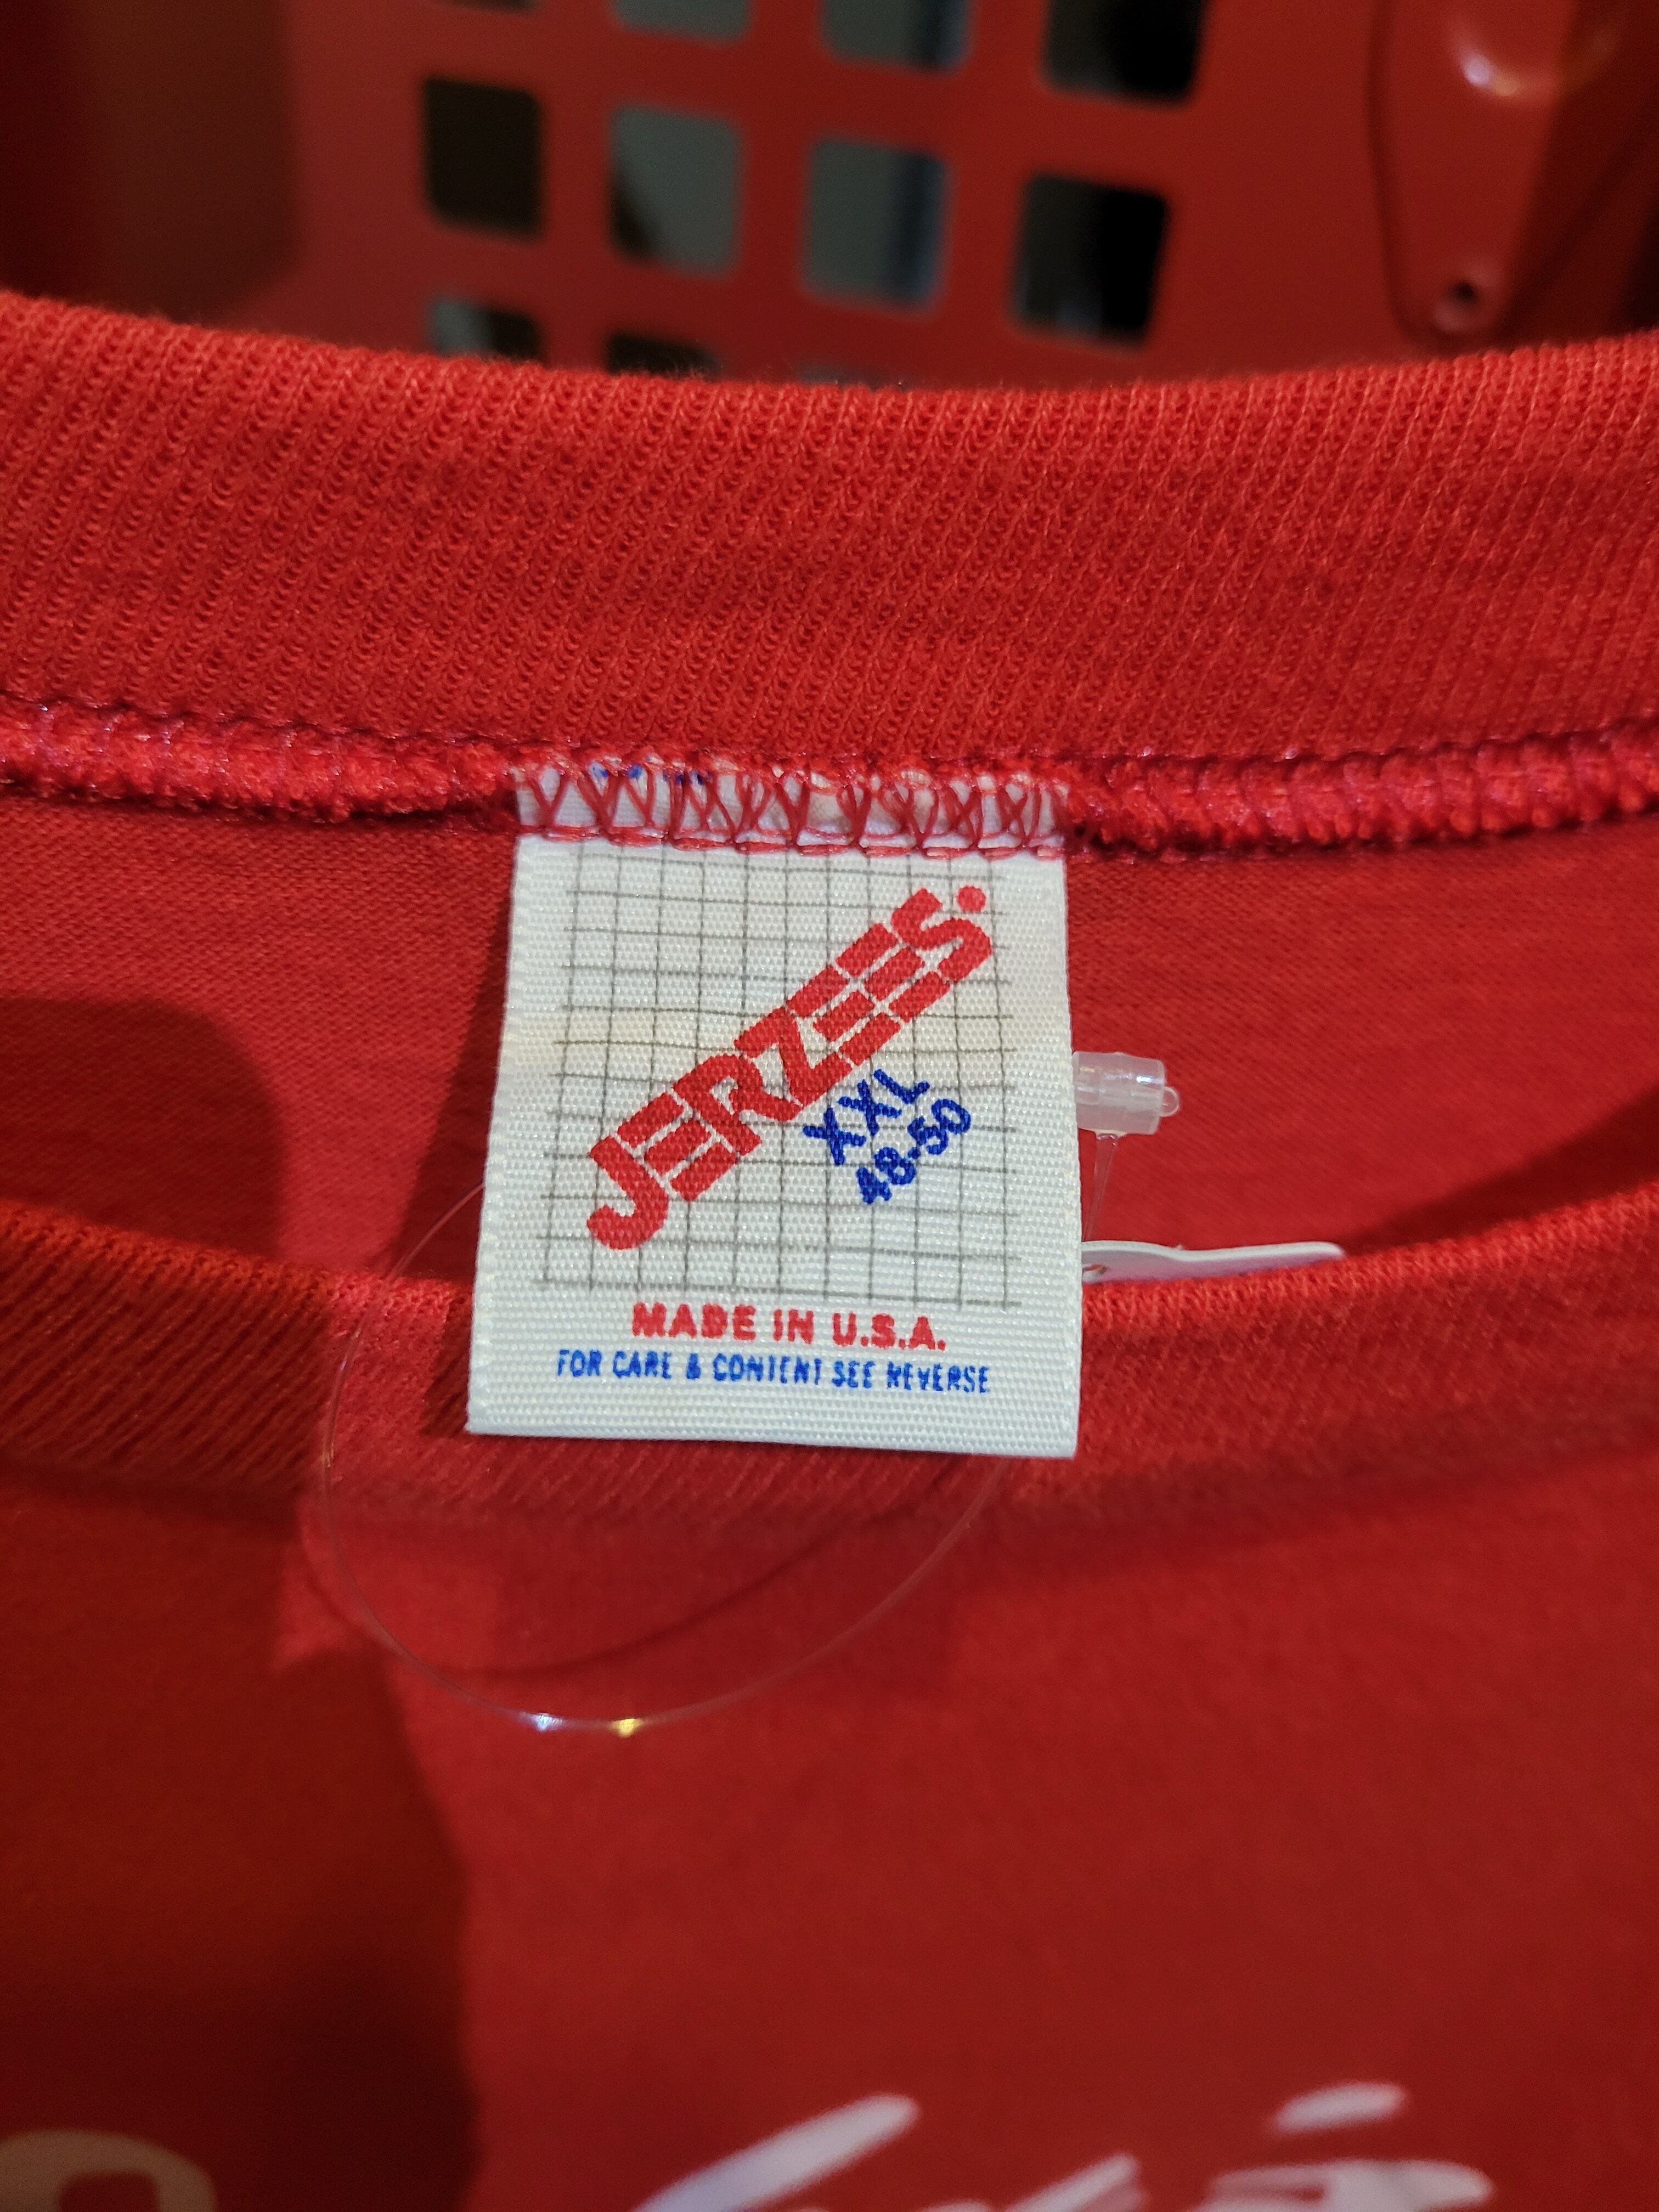 JERZEES
XXL
48-50
MADE IN U.S.A.
FOR CARE & CONTENT SEE REVERSE